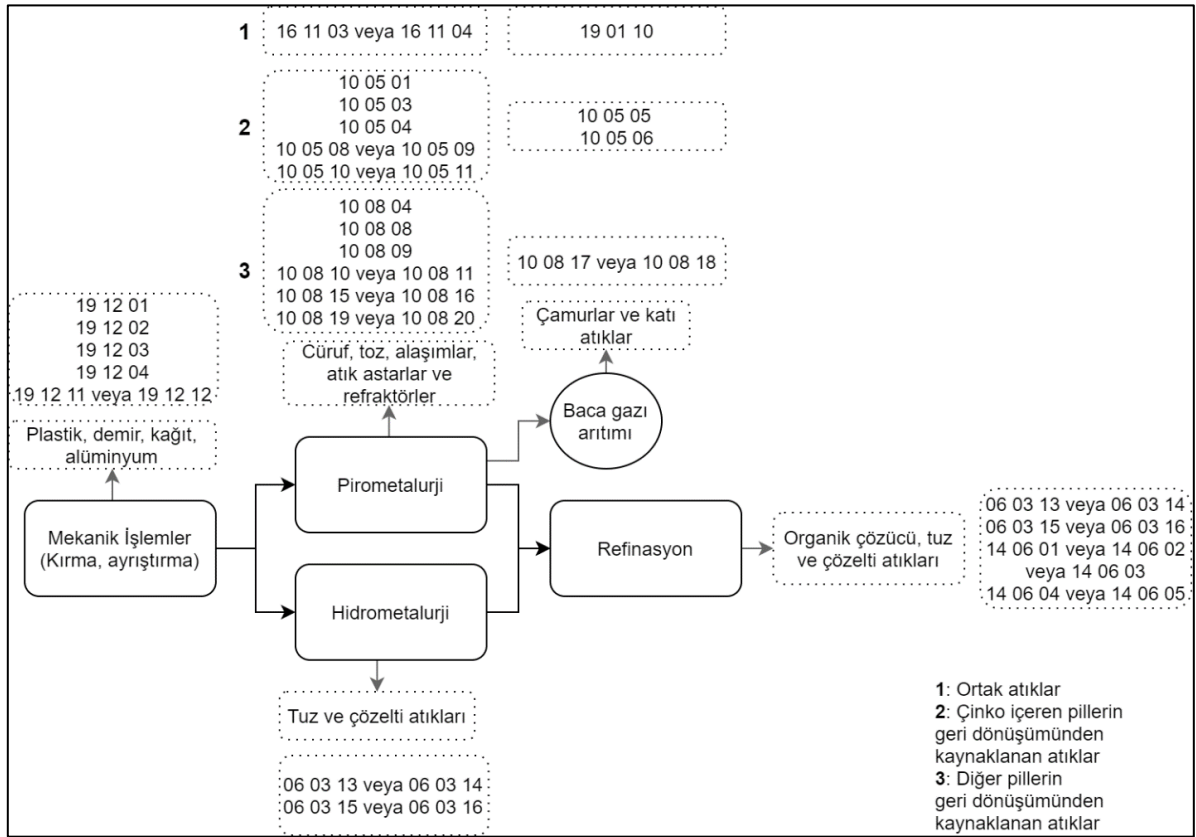 1
16 11 03 veya 16 11 04
19 01 10
2
10 05 01
10 05 03
10 05 04
10 05 08 veya 10 05 09
10 05 10 veya 10 05 11
10 05 05
10 05 06
3
10 08 04
10 08 08
10 08 09
10 08 10 veya 10 08 11
10 08 15 veya 10 08 16
10 08 19 veya 10 08 20
10 08 17 veya 10 08 18
19 12 01
19 12 02
19 12 03
19 12 04
19 12 11 veya 19 12 12
Plastik, demir, kağıt,
alüminyum
Cüruf, toz, alaşımlar,
atık astarlar ve
refraktörler
Çamurlar ve katı
atıklar
Baca gazı
arıtımı
Mekanik İşlemler
(Kırma, ayrıştırma)
Pirometalurji
Hidrometalurji
Refinasyon
Organik çözücü, tuz
ve çözelti atıkları
06 03 13 veya 06 03 14
06 03 15 veya 06 03 16
14 06 01 veya 14 06 02
veya 14 06 03
14 06 04 veya 14 06 05
Tuz ve çözelti atıkları
06 03 13 veya 06 03 14
06 03 15 veya 06 03 16
1: Ortak atıklar
2: Çinko içeren pillerin
geri dönüşümünden
kaynaklanan atıklar
3: Diğer pillerin
geri dönüşümünden
kaynaklanan atıklar